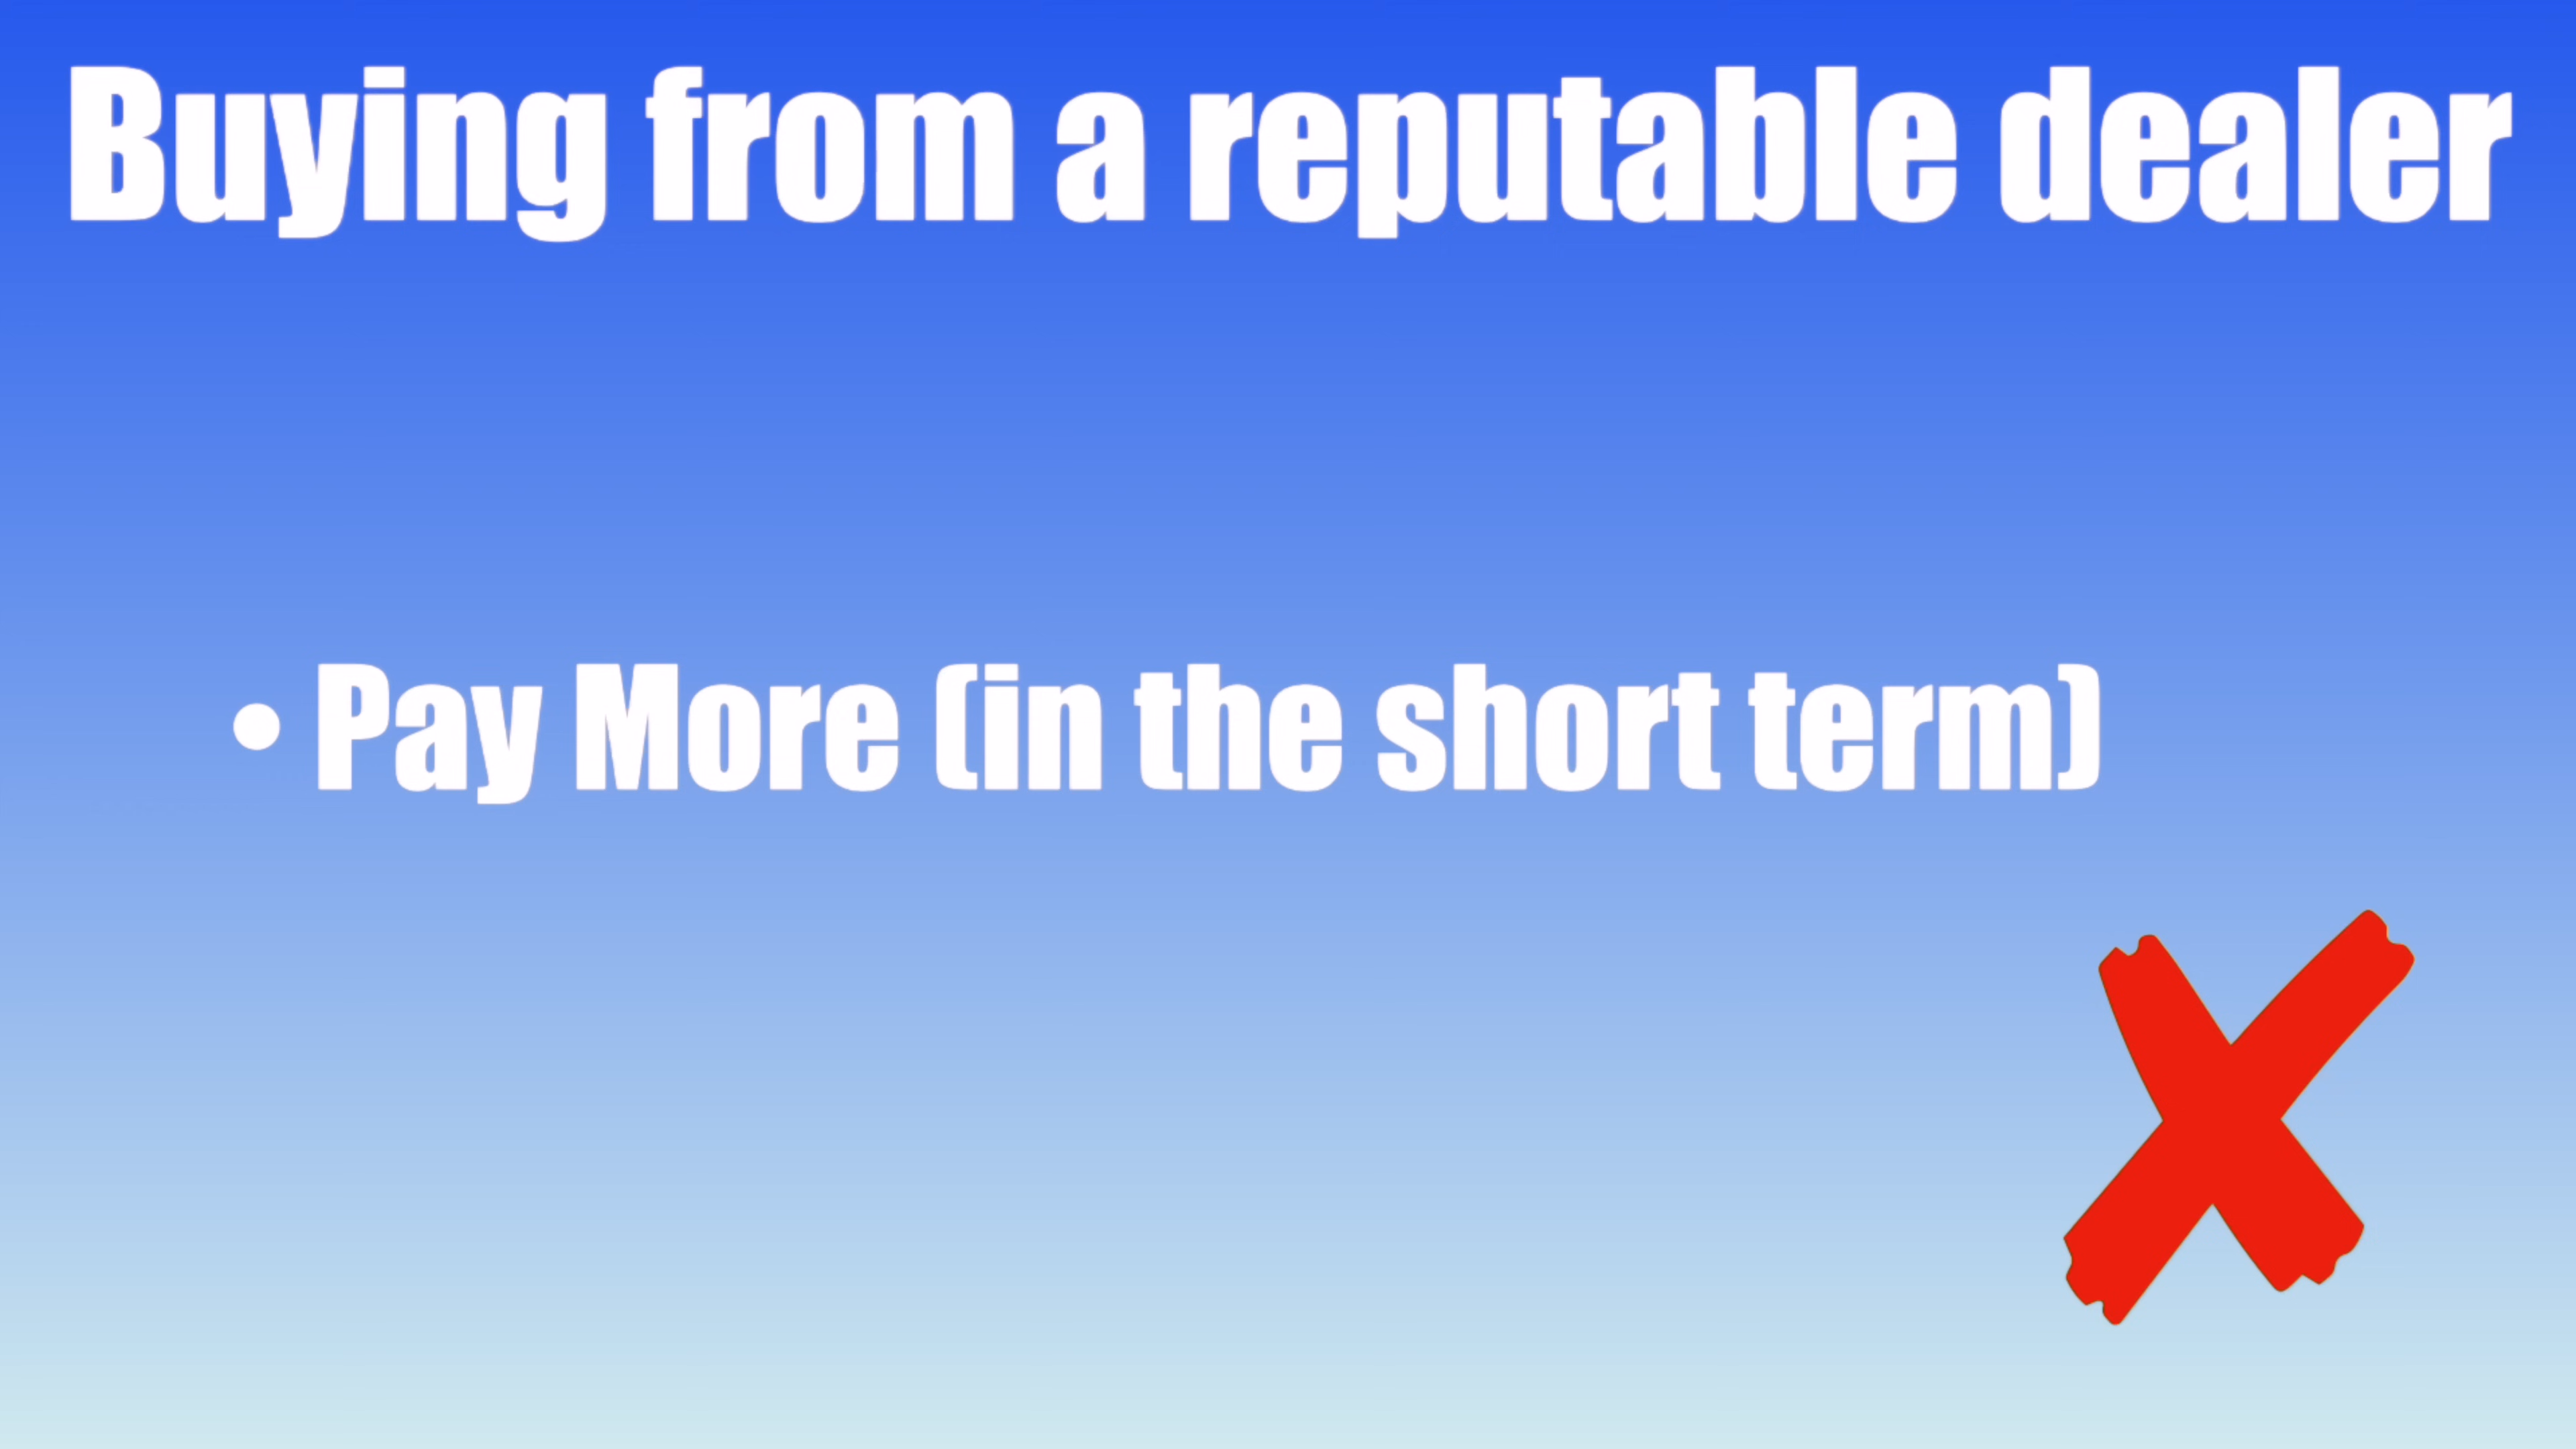 Buying from a reputable dealer
• Pay More (in the short term)